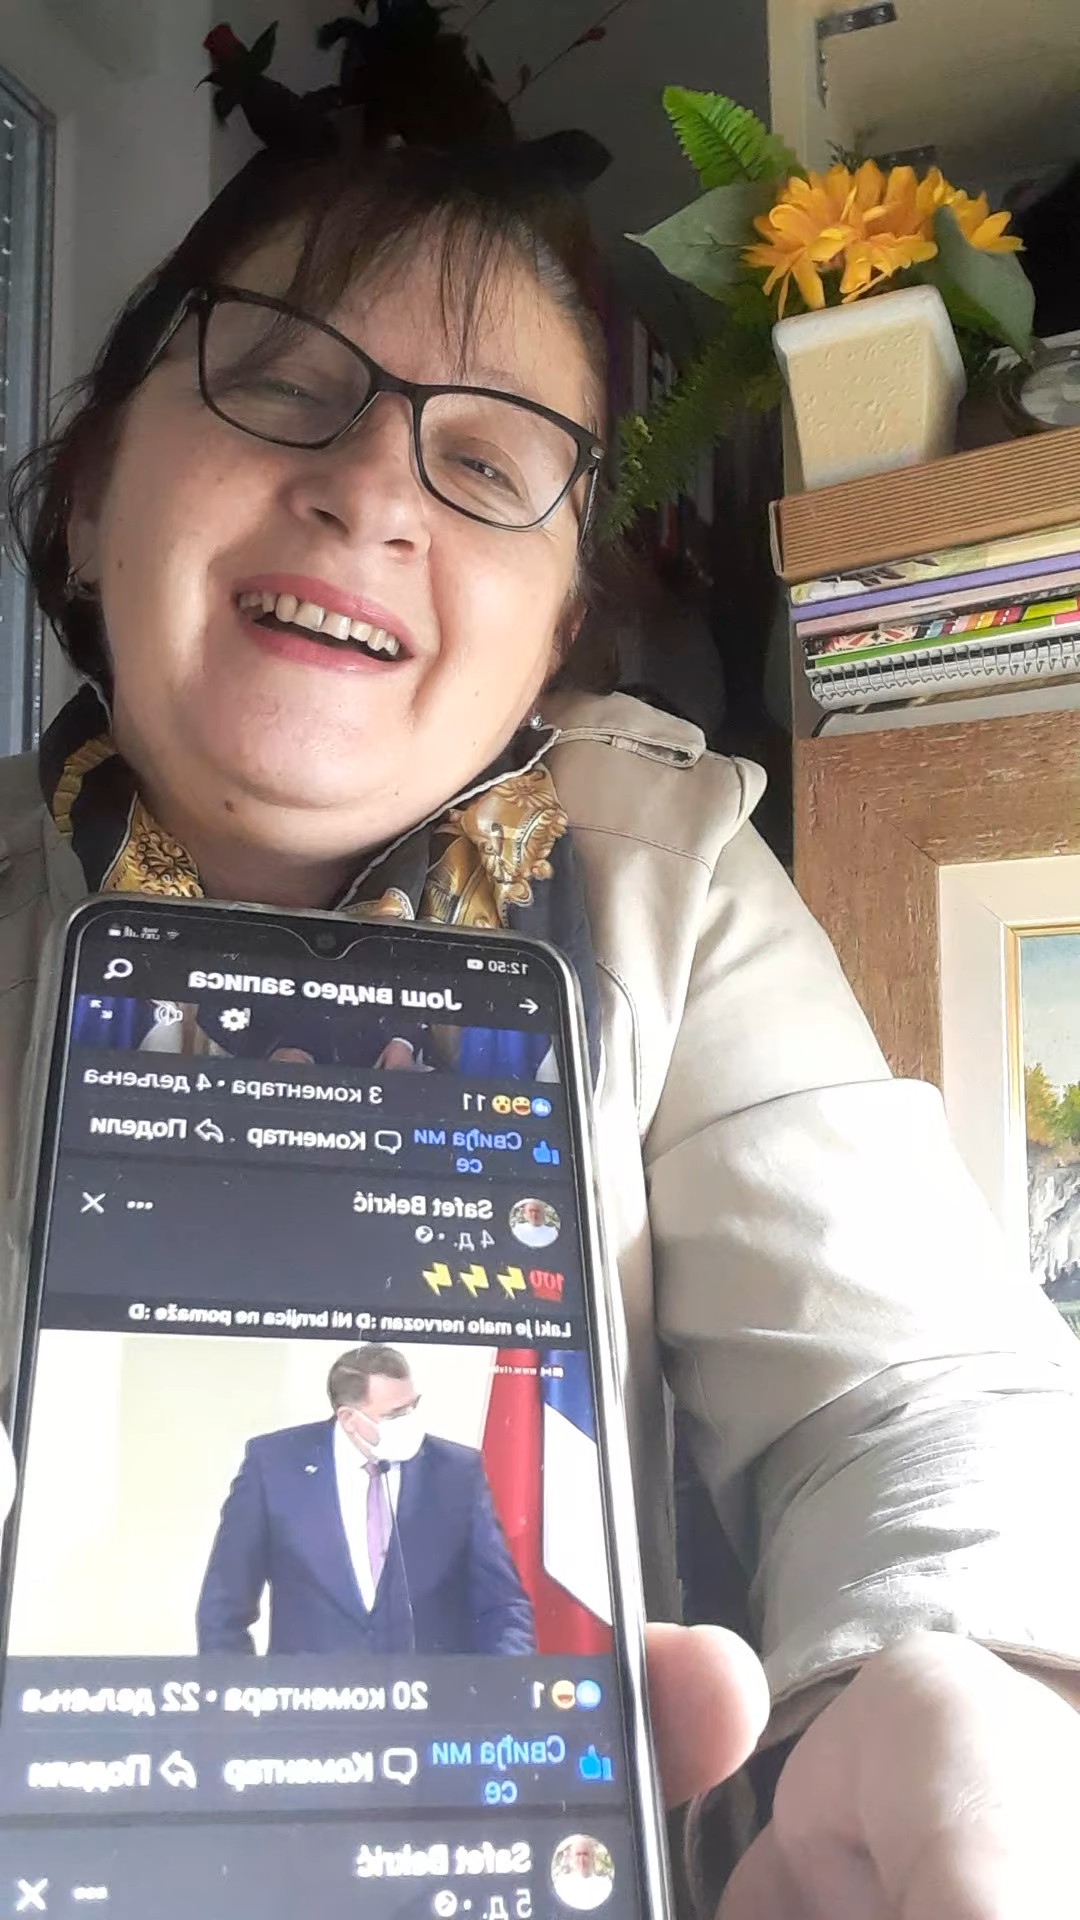 12:50
Још видео записа
11
3 коментара • 4 дељења
Свиђа ми се
Коментар
Подели
Safet Bekrić
4 д. •
100
Laki je malo nervozan :D Ni brnjica ne pomaže :D
1
20 коментара • 22 дељења
Свиђа ми се
Коментар
Подели
Safet Bekrić
5 д. •